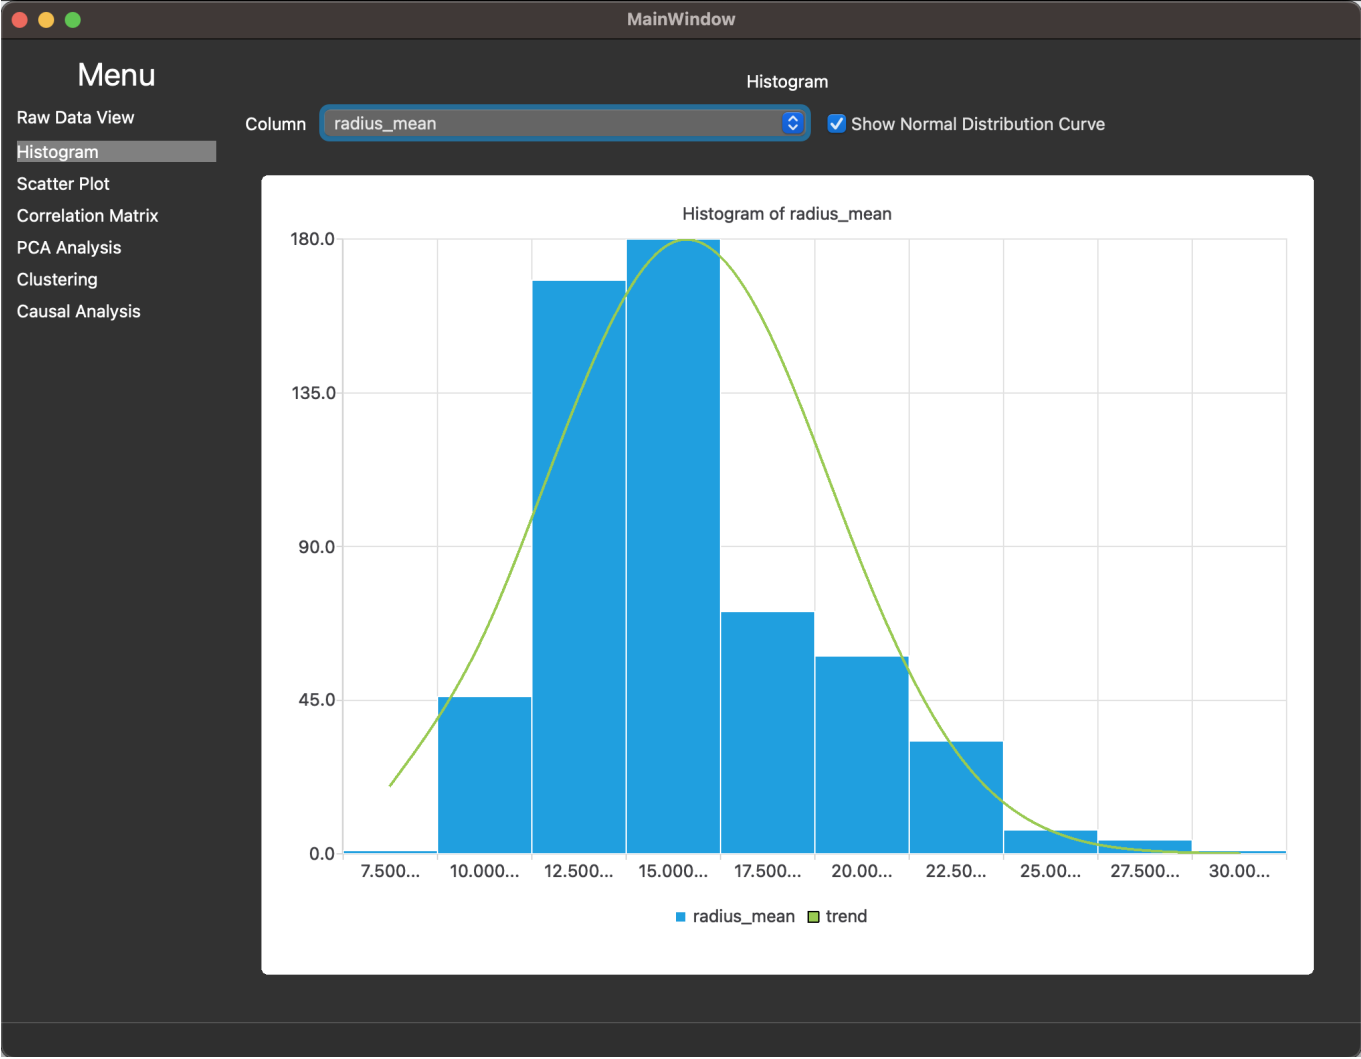 MainWindow
Menu
Raw Data View
Histogram
Scatter Plot
Correlation Matrix
PCA Analysis
Clustering
Causal Analysis
Histogram
Column radius_mean Show Normal Distribution Curve
Histogram of radius_mean
180.0
135.0
90.0
45.0
0.0
7.500... 10.000... 12.500... 15.000... 17.500... 20.00... 22.50... 25.00... 27.500... 30.00...
radius_mean trend